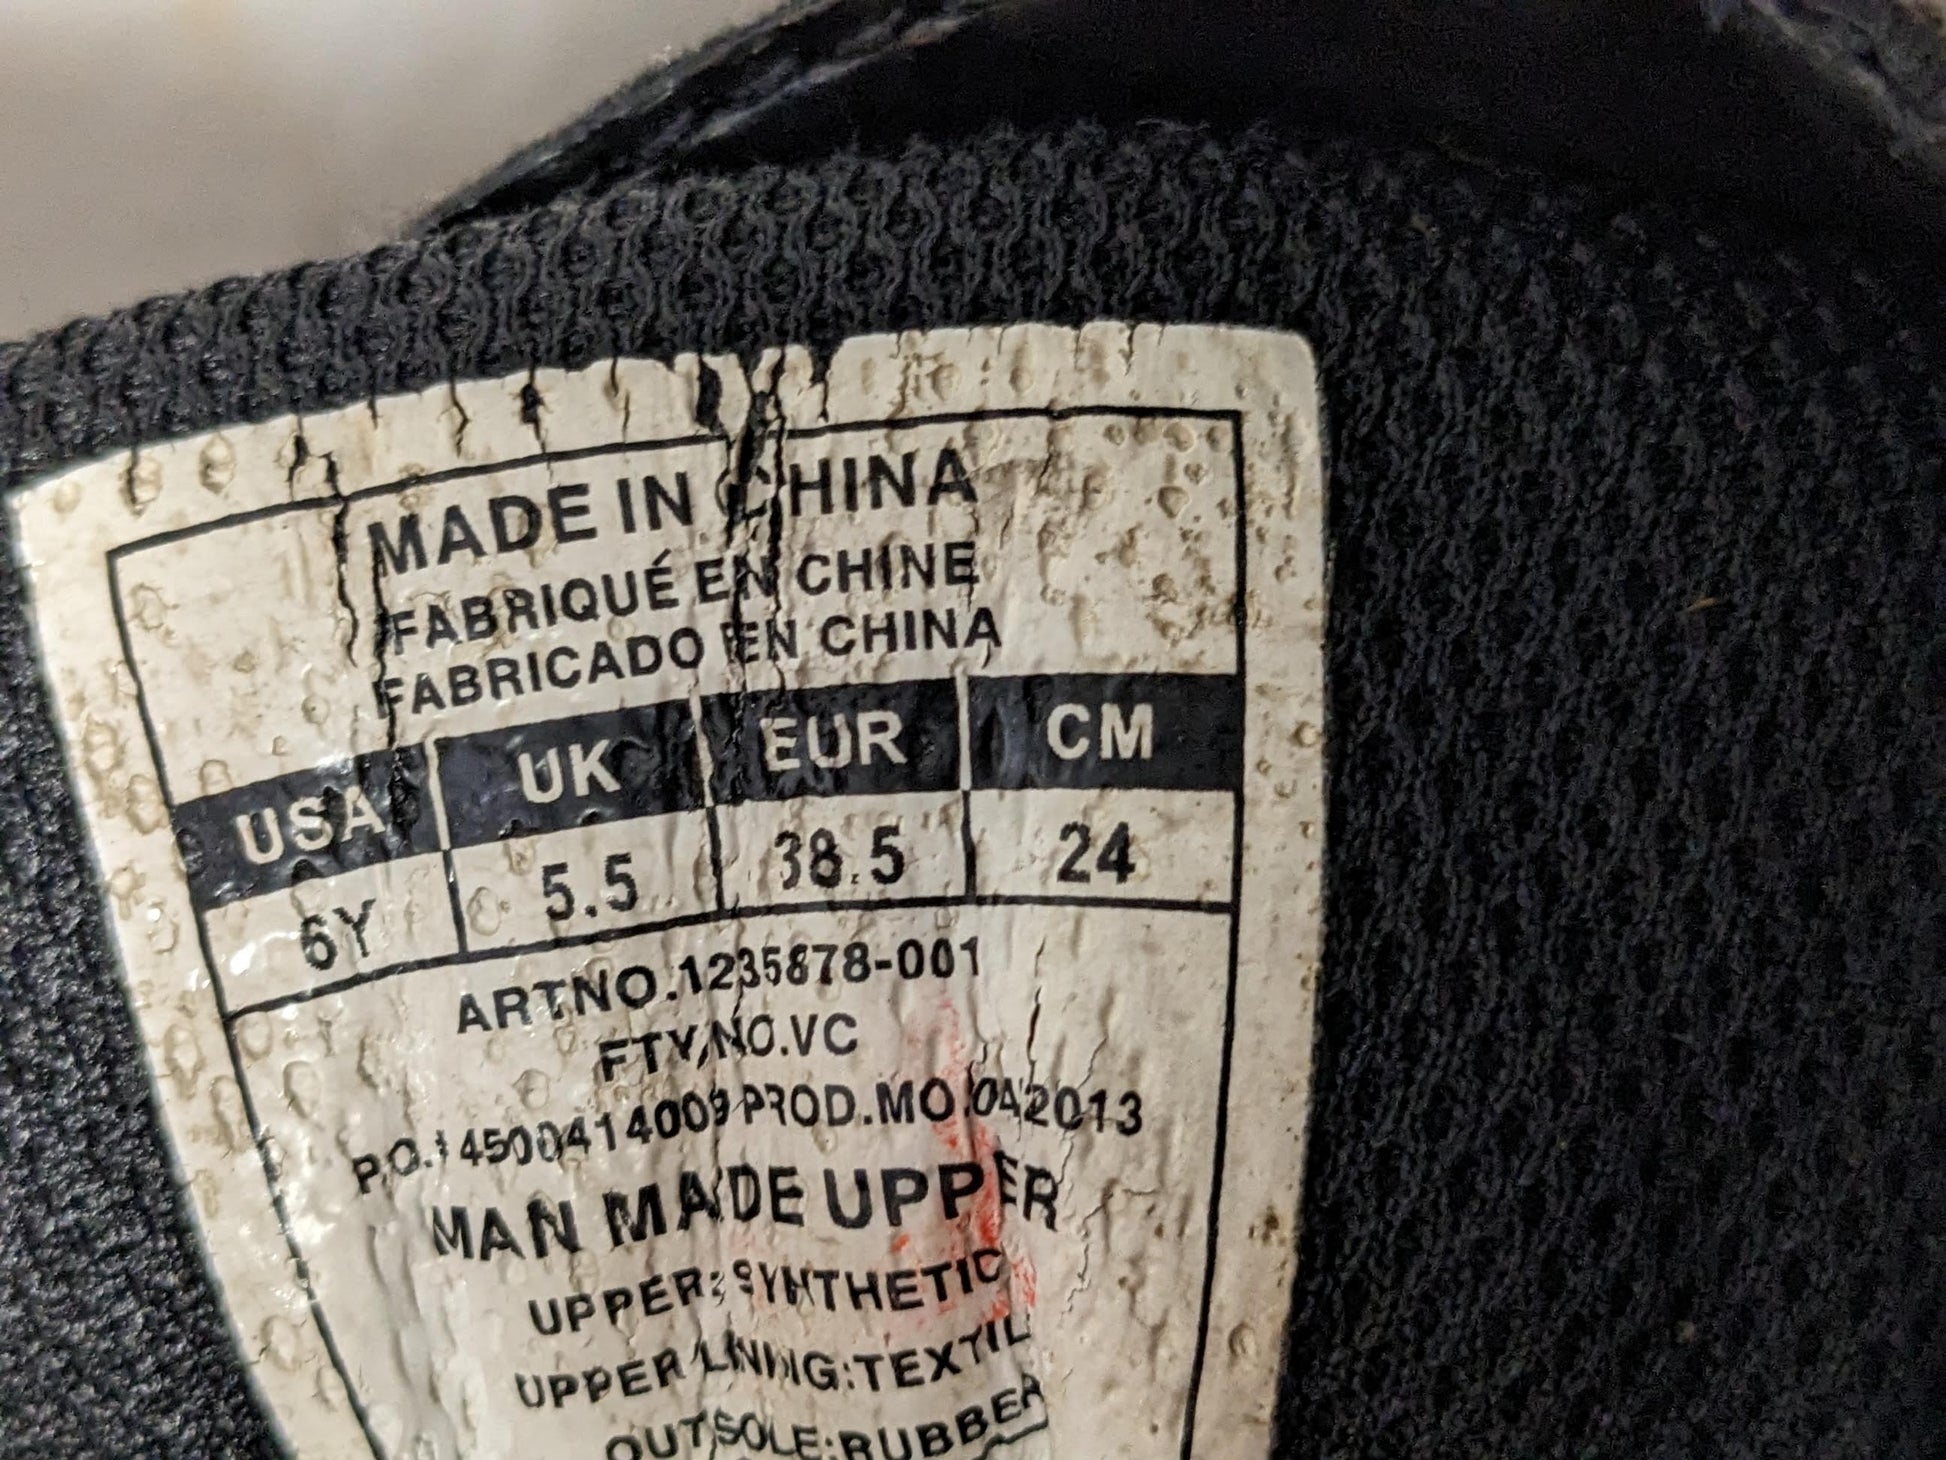 MADE IN CHINA
FABRIQUÉ EN CHINE
FABRICADO EN CHINA
USA UK EUR CM
6Y 5.5 38.5 24
ARTNO.1235878-001
FTY,NO.VC
P.O.:4500414009 PROD.MO.:04/2013
MAN MADE UPPER
UPPER:SYNTHETIC
UPPER LINING:TEXTIL
OUTSOLE:RUBBER